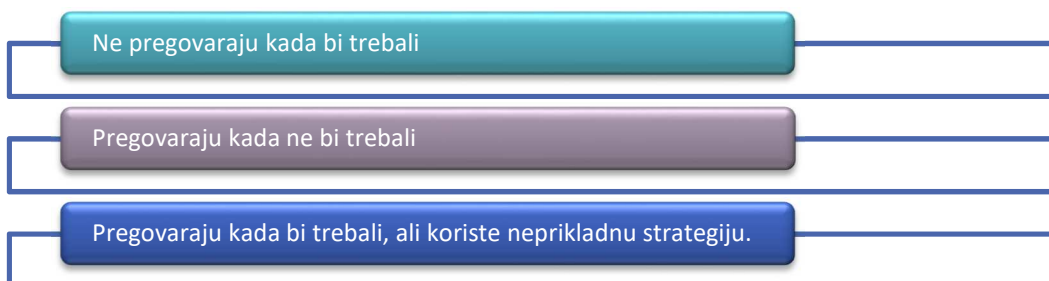 Ne pregovaraju kada bi trebali
Pregovaraju kada ne bi trebali
Pregovaraju kada bi trebali, ali koriste neprikladnu strategiju.